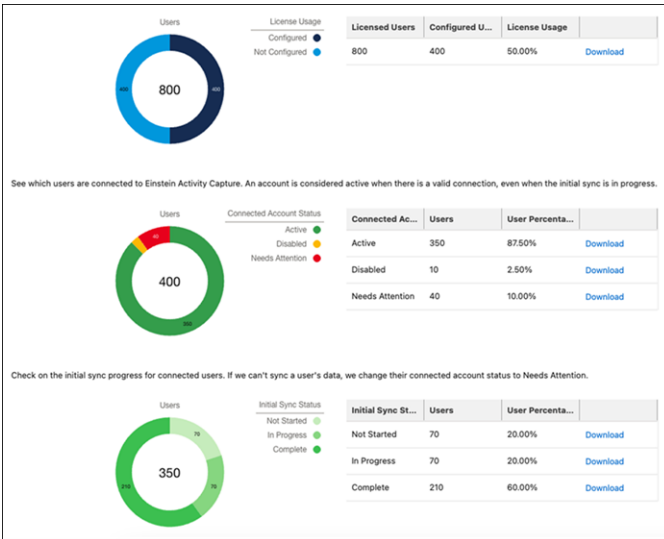 Users
License Usage
Configured
Not Configured
400
800
400
Licensed Users Configured U... License Usage
800 400 50.00% Download
See which users are connected to Einstein Activity Capture. An account is considered active when there is a valid connection, even when the initial sync is in progress.
Users
Connected Account Status
Active
Disabled
Needs Attention
40
400
350
Connected Ac... Users User Percenta...
Active 350 87.50% Download
Disabled 10 2.50% Download
Needs Attention 40 10.00% Download
Check on the initial sync progress for connected users. If we can't sync a user's data, we change their connected account status to Needs Attention.
Users
Initial Sync Status
Not Started
In Progress
Complete
70
350
210
70
Initial Sync St... Users User Percenta...
Not Started 70 20.00% Download
In Progress 70 20.00% Download
Complete 210 60.00% Download